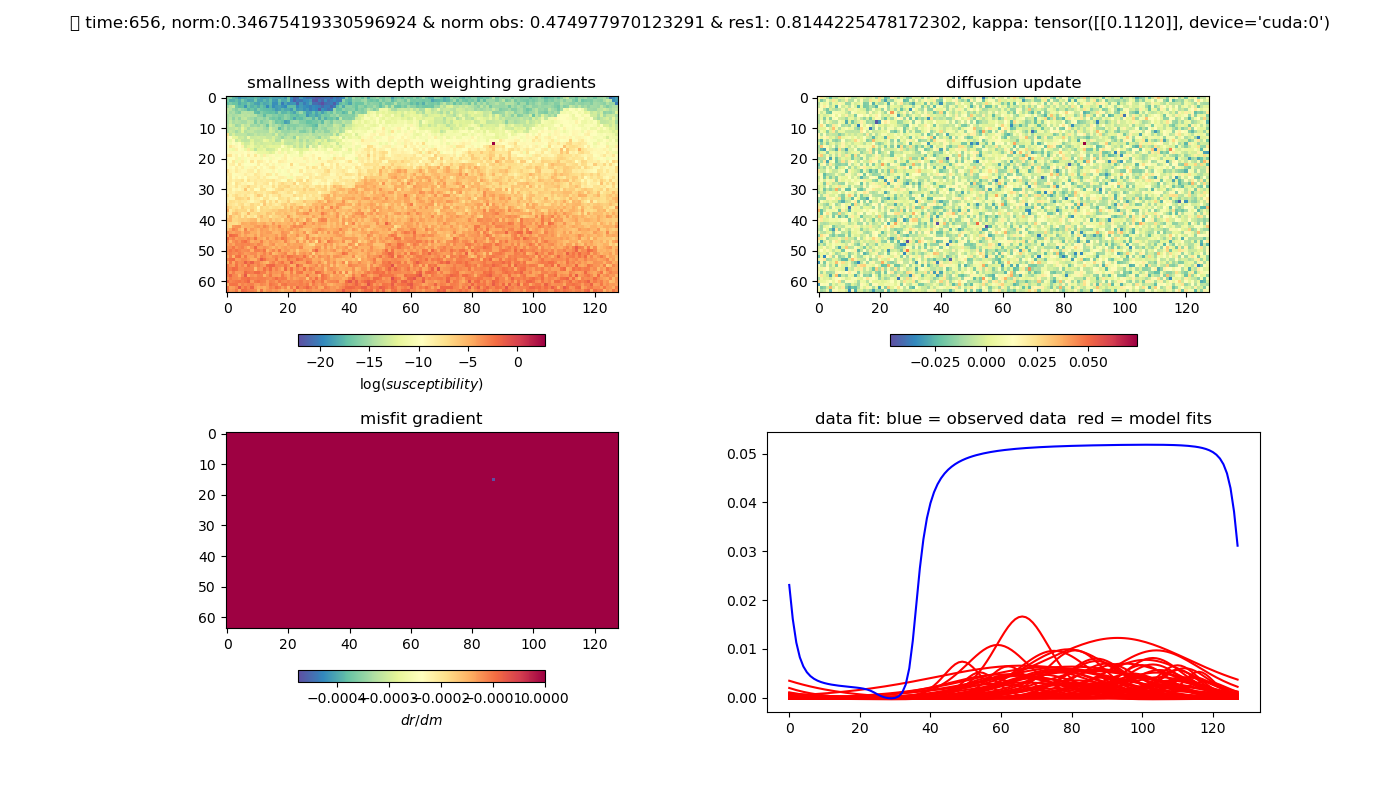 time:656, norm:0.34675419330596924 & norm obs: 0.474977970123291 & res1: 0.8144225478172302, kappa: tensor([[0.1120]], device='cuda:0')
smallness with depth weighting gradients
0
10
20
30
40
50
60
0 20 40 60 80 100 120
−20 −15 −10 −5 0
log(susceptibility)
diffusion update
0
10
20
30
40
50
60
0 20 40 60 80 100 120
−0.025 0.000 0.025 0.050
misfit gradient
0
10
20
30
40
50
60
0 20 40 60 80 100 120
−0.0004 −0.0003 −0.0002 −0.0001 0.0000
dr/dm
data fit: blue = observed data  red = model fits
0.05
0.04
0.03
0.02
0.01
0.00
0 20 40 60 80 100 120